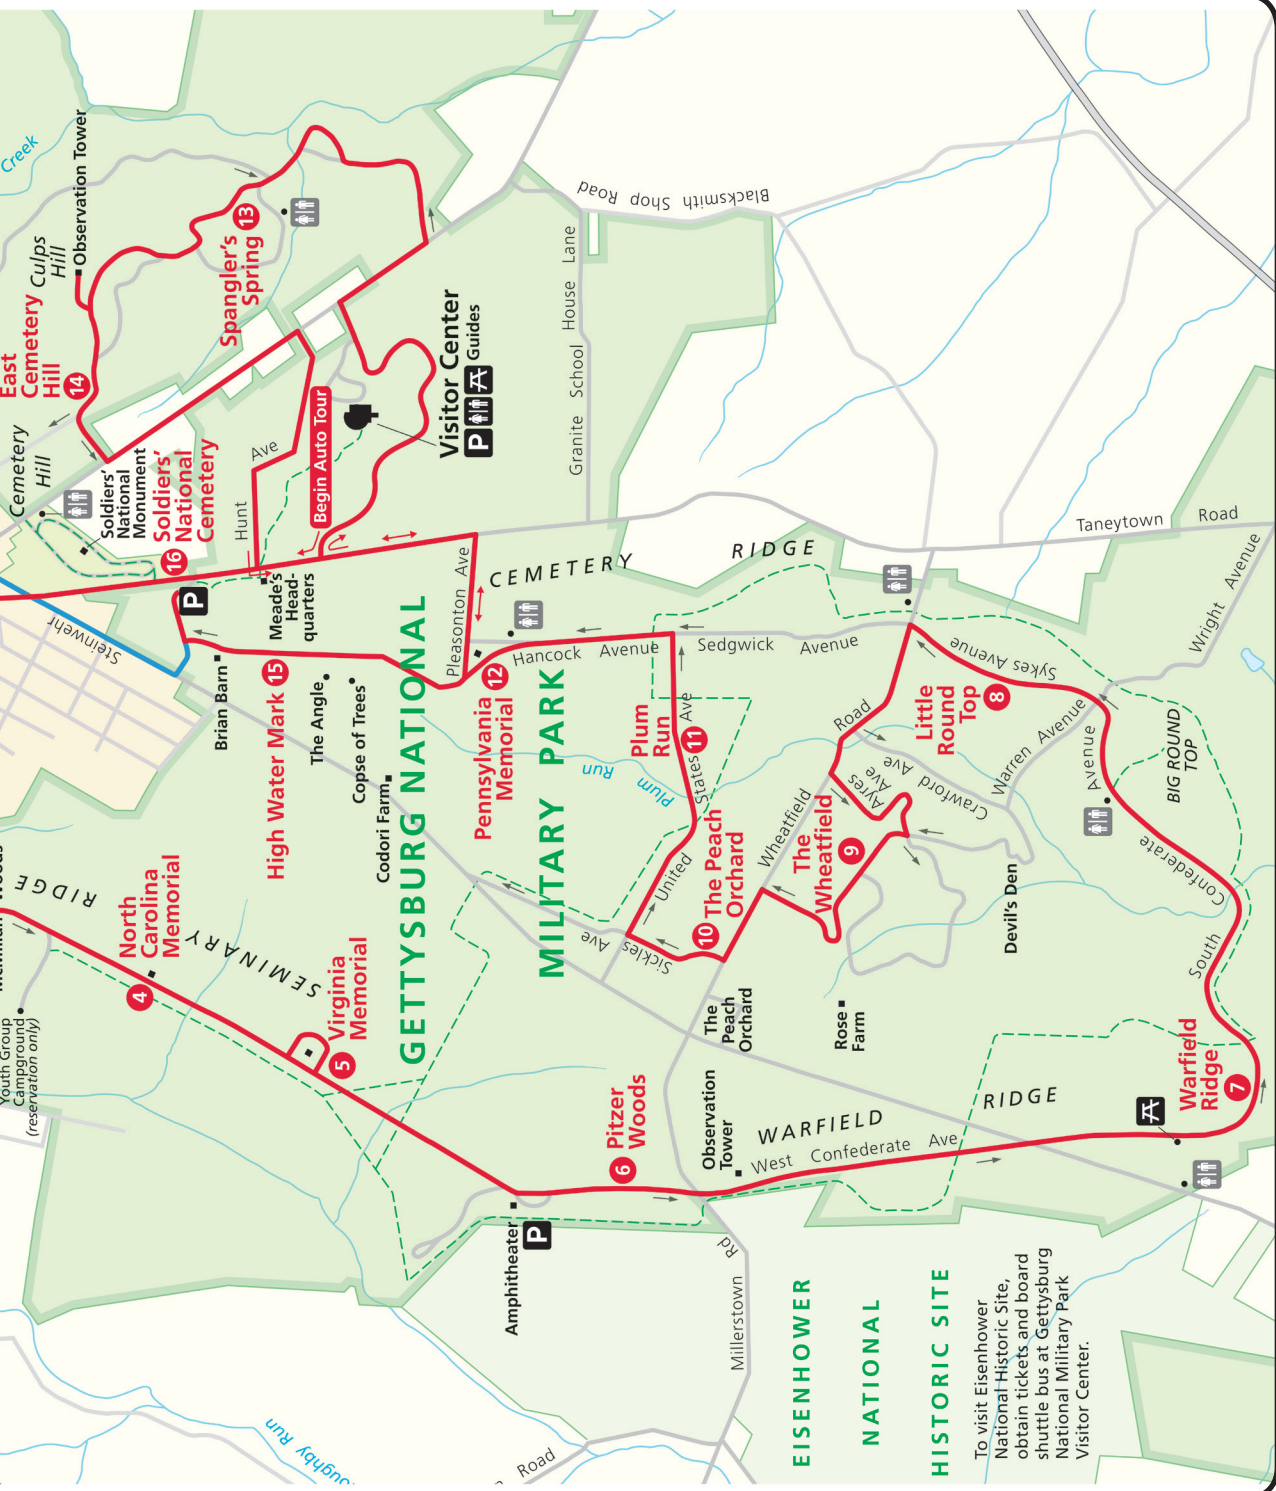 Creek
Observation Tower
Culps
Hill
East
Cemetery
Hill
14
Spangler's
Spring
13
Cemetery
Hill
Soldiers'
National
Monument
Soldiers'
National
Cemetery
16
Hunt
Ave
Begin Auto Tour
Visitor Center
P
Guides
Granite School House Lane
Blacksmith Shop Road
Steinwehr
P
Meade's
Head-
quarters
Pleasonton Ave
CEMETERY
RIDGE
Taneytown Road
Wright Avenue
Brian Barn
High Water Mark
15
The Angle
Copse of Trees
Codori Farm
Pennsylvania
Memorial
12
Hancock Avenue
Sedgwick Avenue
Sykes Avenue
Little
Round
Top
8
Plum
Run
11
United States Ave
Plum Run
Wheatfield Road
Ayres Ave
Crawford Ave
Warren Avenue
BIG ROUND
TOP
South Confederate Avenue
The
Wheatfield
9
The Peach
Orchard
10
Sickles Ave
Devil's Den
GETTYSBURG NATIONAL
MILITARY PARK
SEMINARY
RIDGE
North
Carolina
Memorial
4
Virginia
Memorial
5
Youth Group
Campground
(reservation only)
The
Peach
Orchard
Rose
Farm
Pitzer
Woods
6
Observation
Tower
WARFIELD
RIDGE
West Confederate Ave
Warfield
Ridge
7
Amphitheater
P
Millerstown
Rd
Road
EISENHOWER
NATIONAL
HISTORIC SITE
To visit Eisenhower
National Historic Site,
obtain tickets and board
shuttle bus at Gettysburg
National Military Park
Visitor Center.
Run